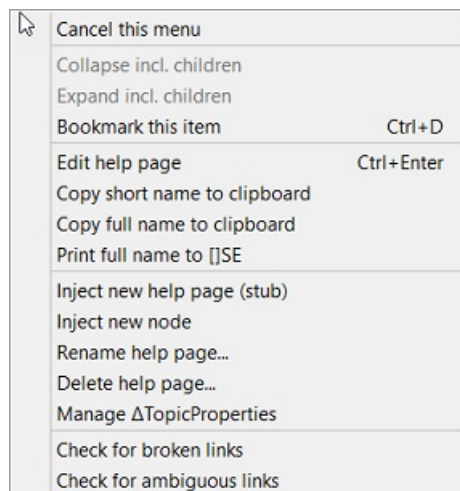 Cancel this menu
Collapse incl. children
Expand incl. children
Bookmark this item Ctrl+D
Edit help page Ctrl+Enter
Copy short name to clipboard
Copy full name to clipboard
Print full name to []SE
Inject new help page (stub)
Inject new node
Rename help page...
Delete help page...
Manage ΔTopicProperties
Check for broken links
Check for ambiguous links